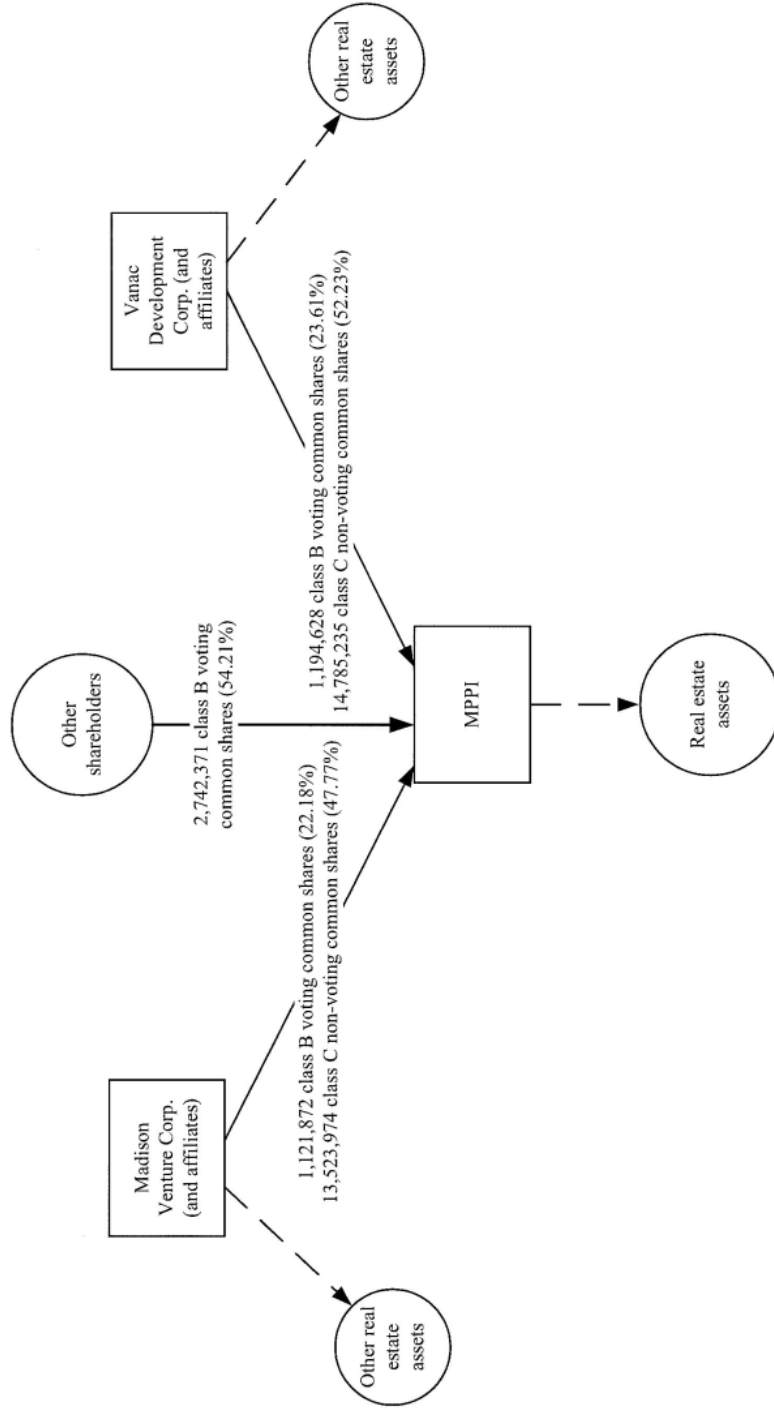 Other
shareholders
Madison
Venture Corp.
(and affiliates)
Vanac
Development
Corp. (and
affiliates)
2,742,371 class B voting
common shares (54.21%)
Other real
estate
assets
1,121,872 class B voting common shares (22.18%)
13,523,974 class C non-voting common shares (47.77%)
1,194,628 class B voting common shares (23.61%)
14,785,235 class C non-voting common shares (52.23%)
Other real
estate
assets
MPPI
Real estate
assets